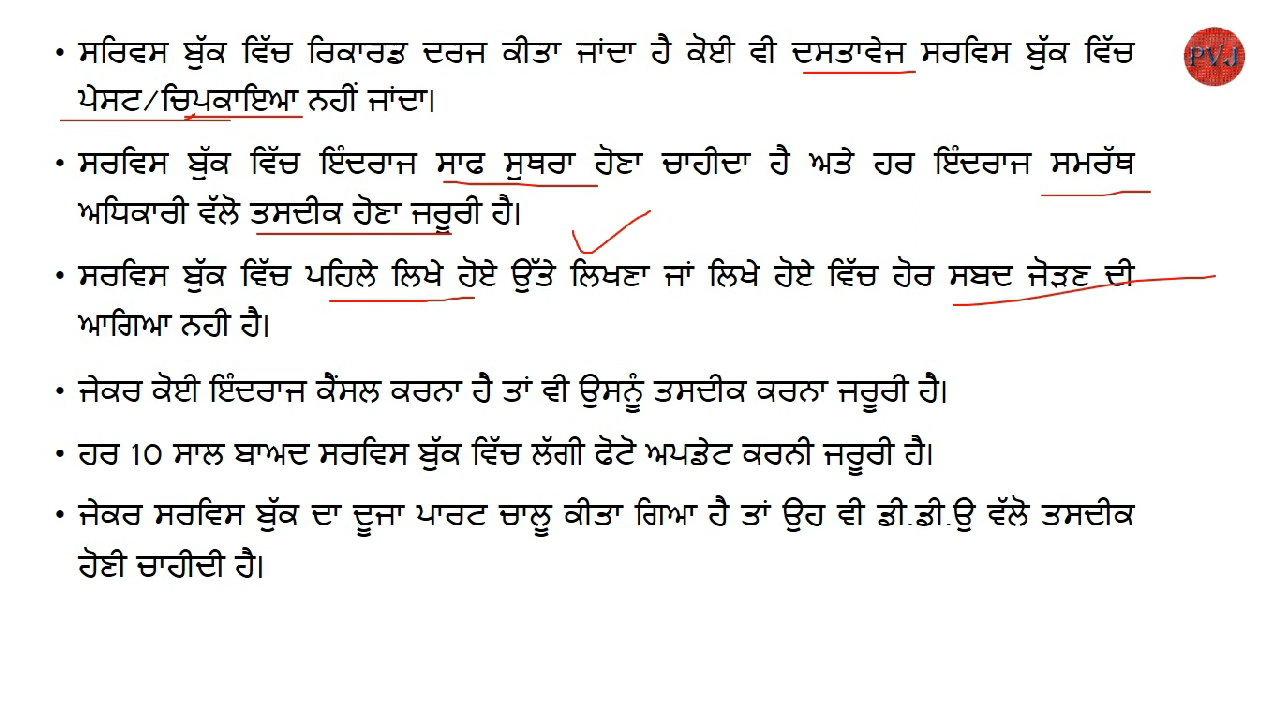 • ਸਰਿਵਸ ਬੁੱਕ ਵਿੱਚ ਰਿਕਾਰਡ ਦਰਜ ਕੀਤਾ ਜਾਂਦਾ ਹੈ ਕੋਈ ਵੀ ਦਸਤਾਵੇਜ ਸਰਵਿਸ ਬੁੱਕ ਵਿੱਚ
ਪੇਸਟ/ਚਿਪਕਾਇਆ ਨਹੀਂ ਜਾਂਦਾ।
• ਸਰਵਿਸ ਬੁੱਕ ਵਿੱਚ ਇੰਦਰਾਜ ਸਾਫ ਸੁਥਰਾ ਹੋਣਾ ਚਾਹੀਦਾ ਹੈ ਅਤੇ ਹਰ ਇੰਦਰਾਜ ਸਮਰੱਥ
ਅਧਿਕਾਰੀ ਵੱਲੋ ਤਸਦੀਕ ਹੋਣਾ ਜਰੂਰੀ ਹੈ।
• ਸਰਵਿਸ ਬੁੱਕ ਵਿੱਚ ਪਹਿਲੇ ਲਿਖੇ ਹੋਏ ਉੱਤੇ ਲਿਖਣਾ ਜਾਂ ਲਿਖੇ ਹੋਏ ਵਿੱਚ ਹੋਰ ਸਬਦ ਜੋੜਣ ਦੀ
ਆਗਿਆ ਨਹੀ ਹੈ।
• ਜੇਕਰ ਕੋਈ ਇੰਦਰਾਜ ਕੈਂਸਲ ਕਰਨਾ ਹੈ ਤਾਂ ਵੀ ਉਸਨੂੰ ਤਸਦੀਕ ਕਰਨਾ ਜਰੂਰੀ ਹੈ।
• ਹਰ 10 ਸਾਲ ਬਾਅਦ ਸਰਵਿਸ ਬੁੱਕ ਵਿੱਚ ਲੱਗੀ ਫੋਟੋ ਅਪਡੇਟ ਕਰਨੀ ਜਰੂਰੀ ਹੈ।
• ਜੇਕਰ ਸਰਵਿਸ ਬੁੱਕ ਦਾ ਦੂਜਾ ਪਾਰਟ ਚਾਲੂ ਕੀਤਾ ਗਿਆ ਹੈ ਤਾਂ ਉਹ ਵੀ ਡੀ.ਡੀ.ਉ ਵੱਲੋ ਤਸਦੀਕ
ਹੋਣੀ ਚਾਹੀਦੀ ਹੈ।
PVJ